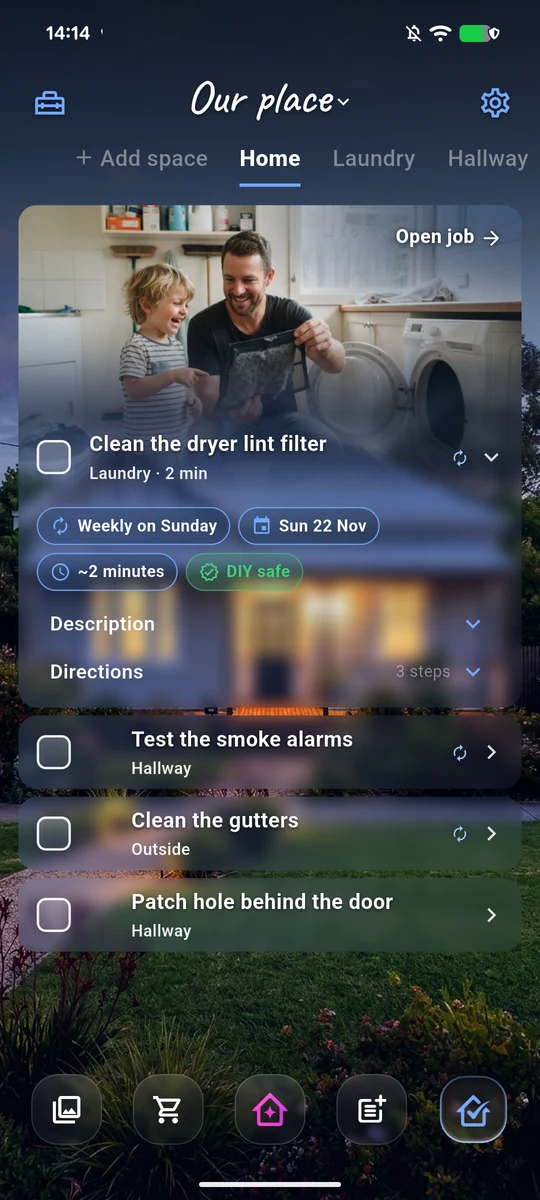 14:14
Our place
+ Add space
Home
Laundry
Hallway
Open job →
Clean the dryer lint filter
Laundry · 2 min
Weekly on Sunday
Sun 22 Nov
~2 minutes
DIY safe
Description
Directions
3 steps
Test the smoke alarms
Hallway
Clean the gutters
Outside
Patch hole behind the door
Hallway